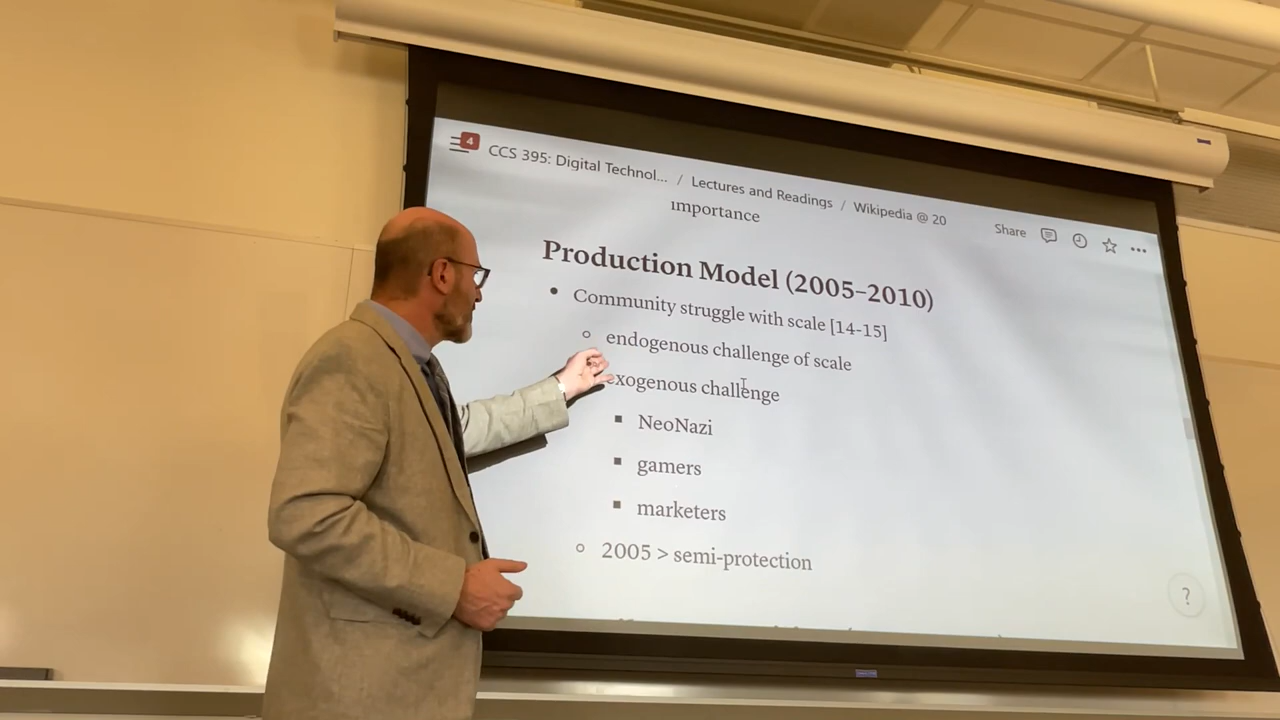 4
CCS 395: Digital Technol... / Lectures and Readings / Wikipedia @ 20
Share
importance
Production Model (2005–2010)
Community struggle with scale [14-15]
endogenous challenge of scale
exogenous challenge
NeoNazi
gamers
marketers
2005 > semi-protection
?